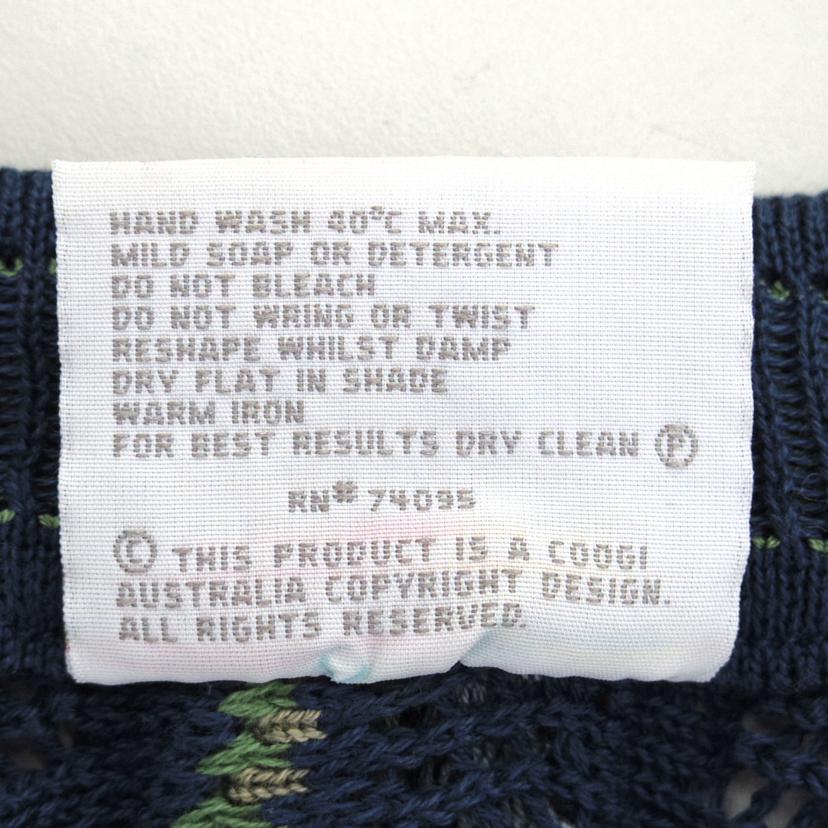 HAND WASH 40°C MAX.
MILD SOAP OR DETERGENT
DO NOT BLEACH
DO NOT WRING OR TWIST
RESHAPE WHILST DAMP
DRY FLAT IN SHADE
WARM IRON
FOR BEST RESULTS DRY CLEAN Ⓟ
RN# 74095
© THIS PRODUCT IS A COOGI
AUSTRALIA COPYRIGHT DESIGN.
ALL RIGHTS RESERVED.